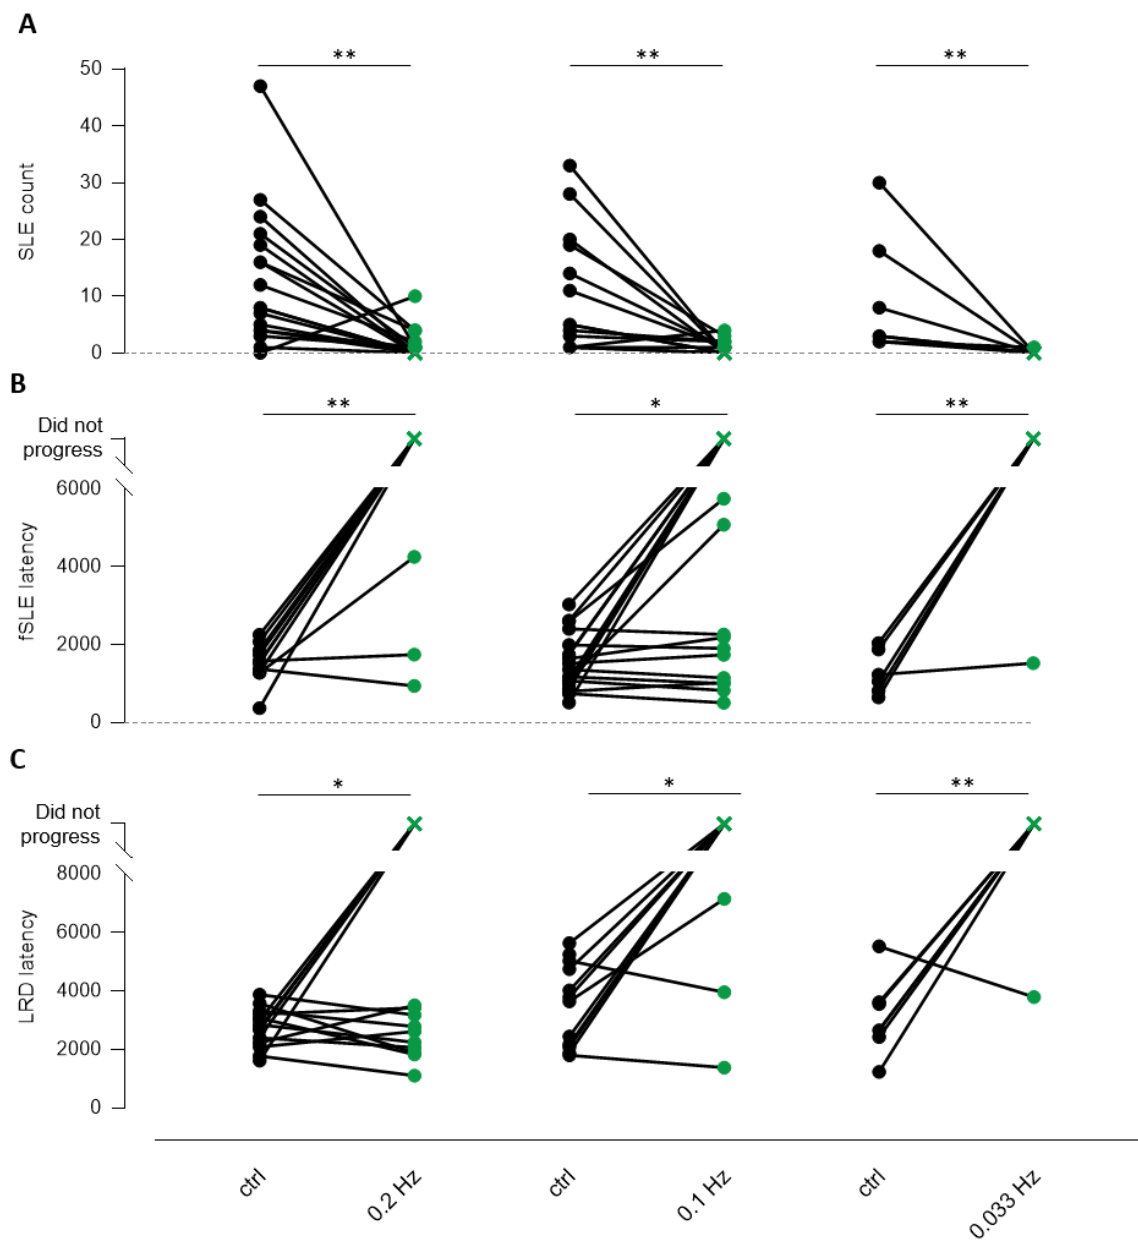 A
** ** **
50
40
30
20
10
0
SLE count
B
** * **
Did not
progress
6000
4000
2000
0
fSLE latency
C
* * **
Did not
progress
8000
6000
4000
2000
0
LRD latency
ctrl 0.2 Hz ctrl 0.1 Hz ctrl 0.033 Hz